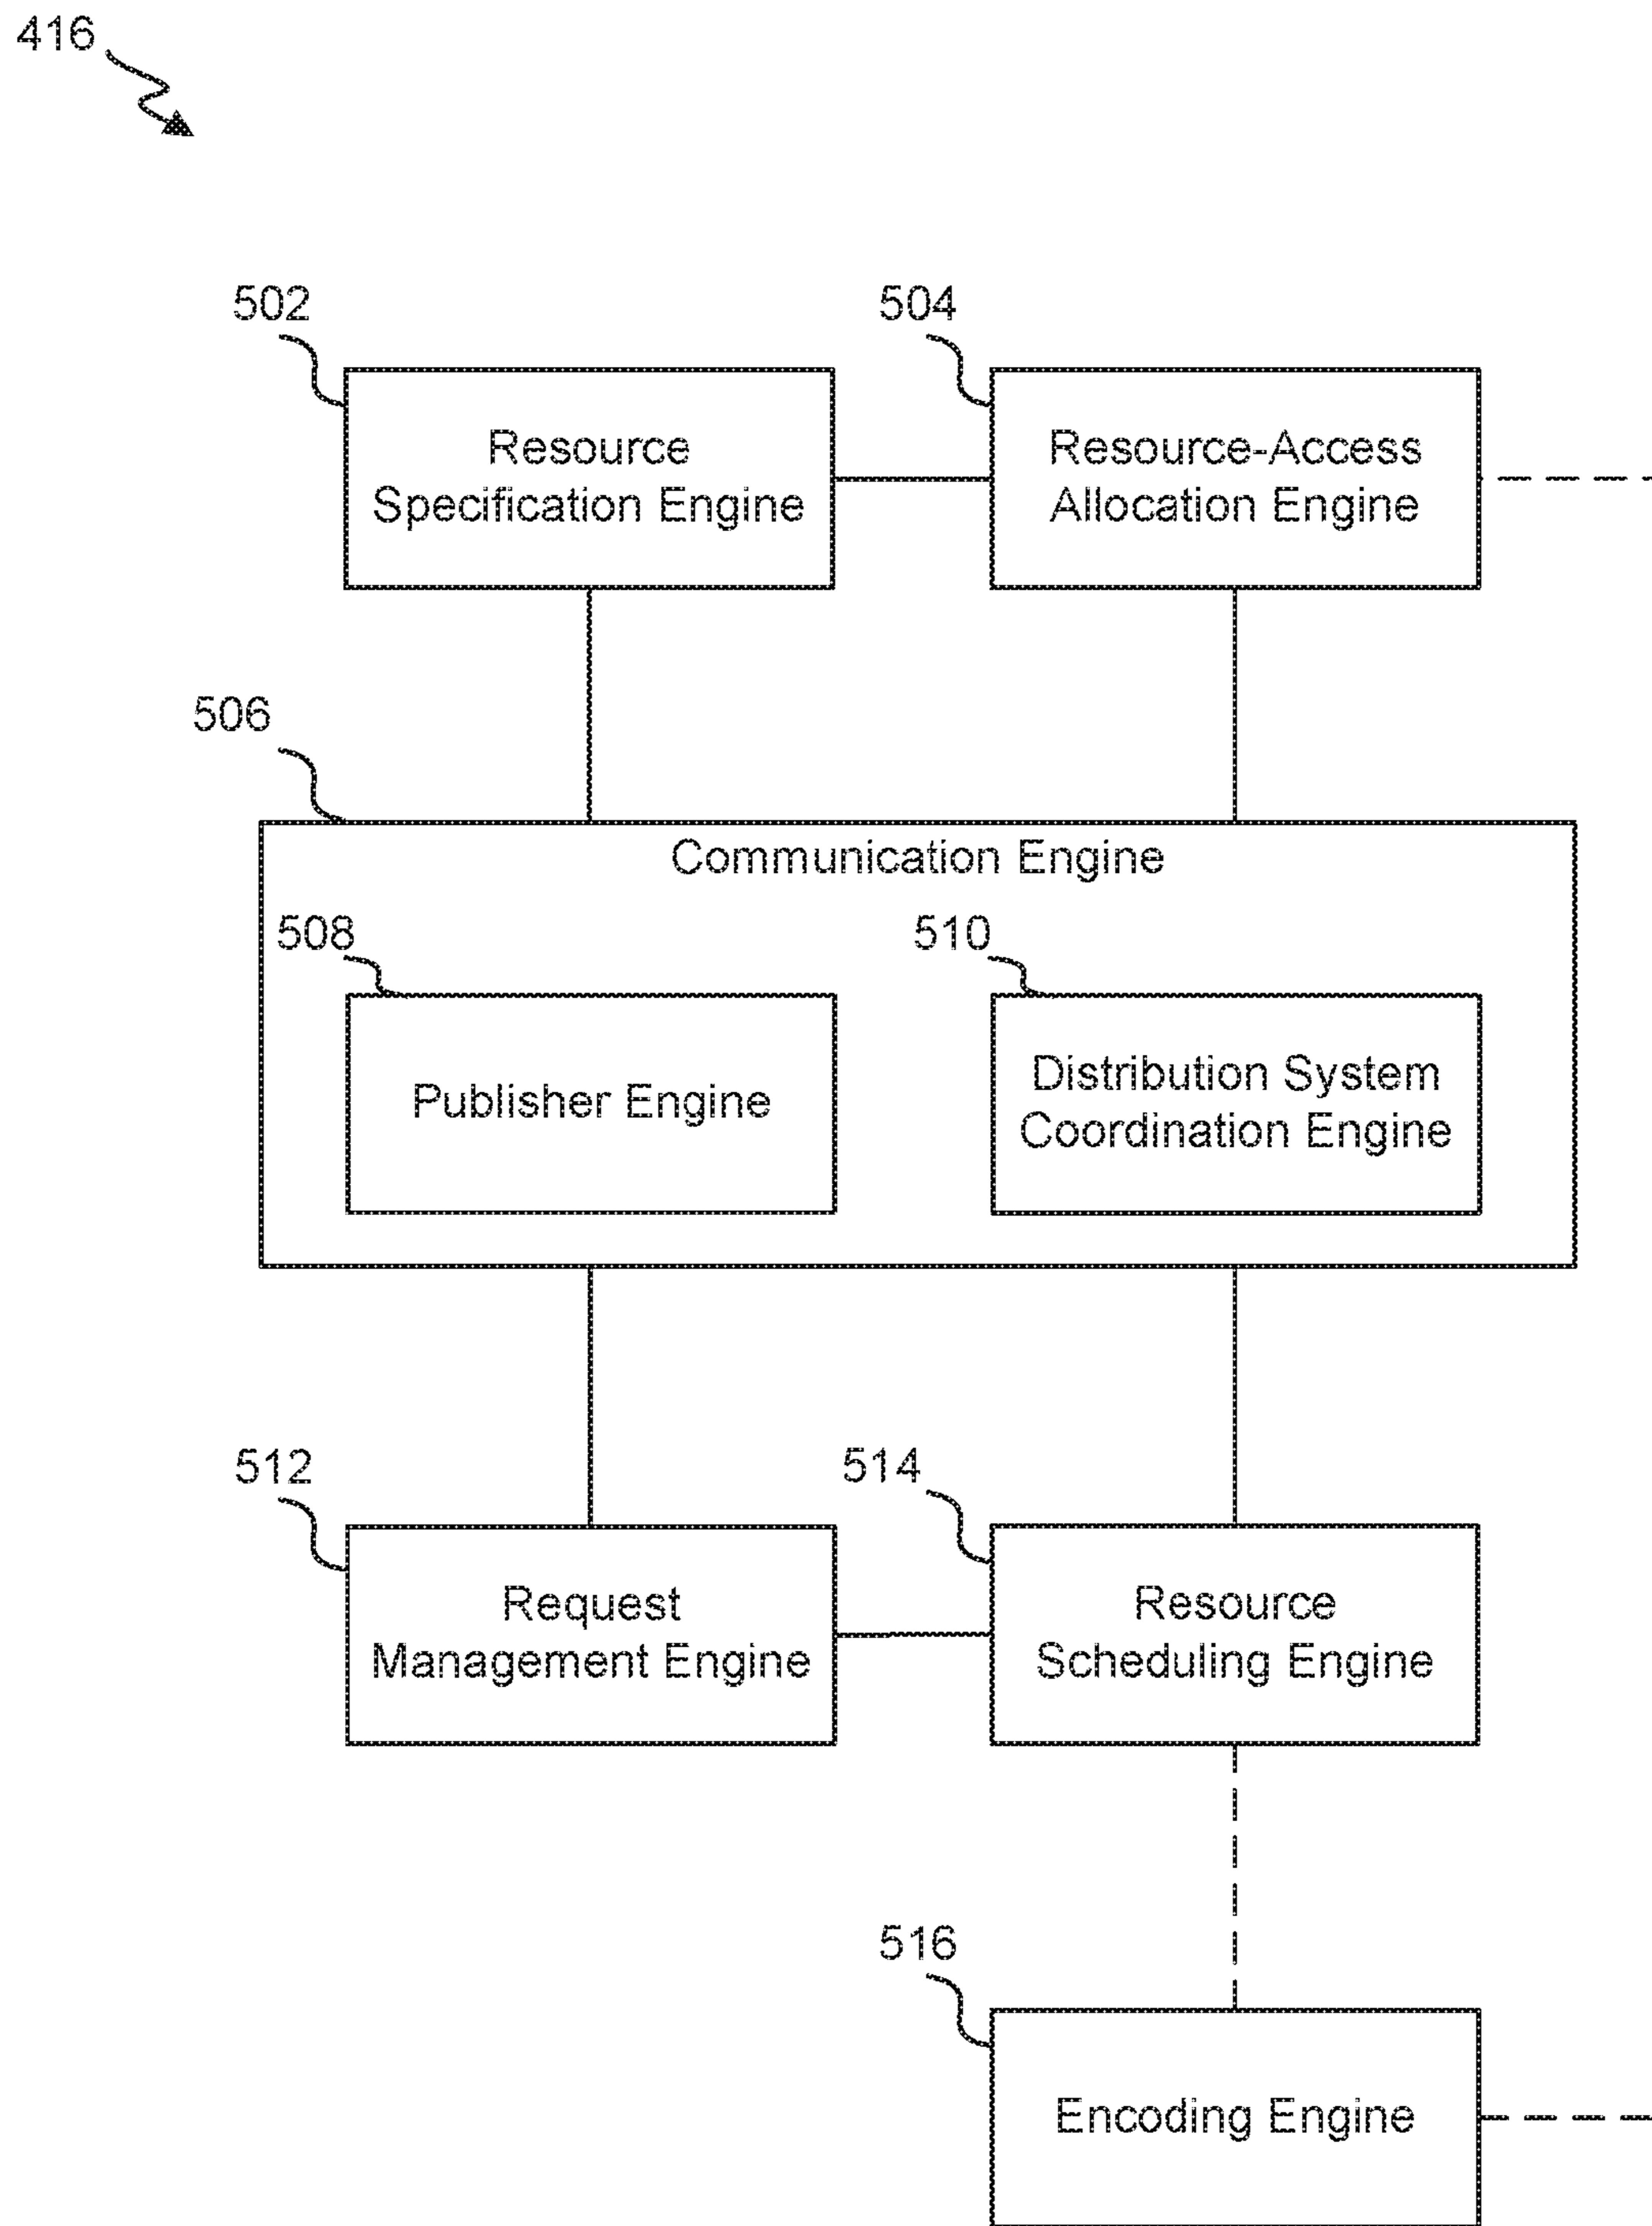 416
502
504
Resource
Specification Engine
Resource-Access
Allocation Engine
506
Communication Engine
508
510
Publisher Engine
Distribution System
Coordination Engine
512
514
Request
Management Engine
Resource
Scheduling Engine
516
Encoding Engine